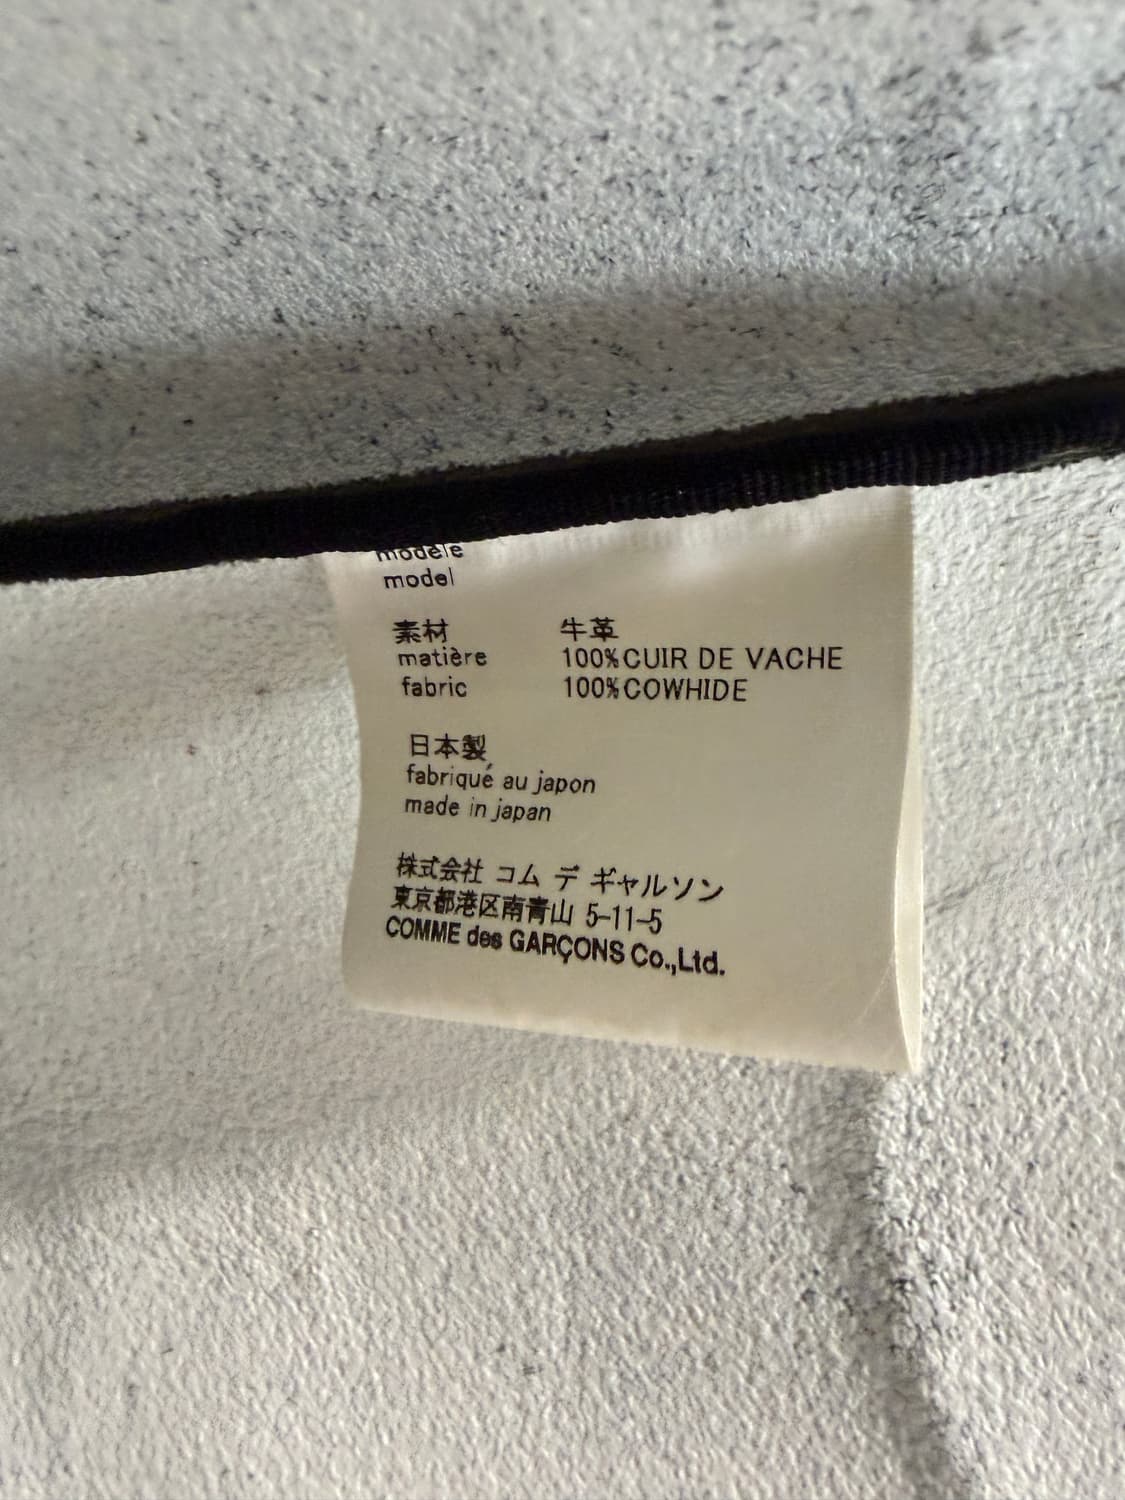 modèle
model
素材 牛革
matière 100%CUIR DE VACHE
fabric 100%COWHIDE
日本製
fabriqué au japon
made in japan
株式会社 コム デ ギャルソン
東京都港区南青山 5-11-5
COMME des GARÇONS Co.,Ltd.